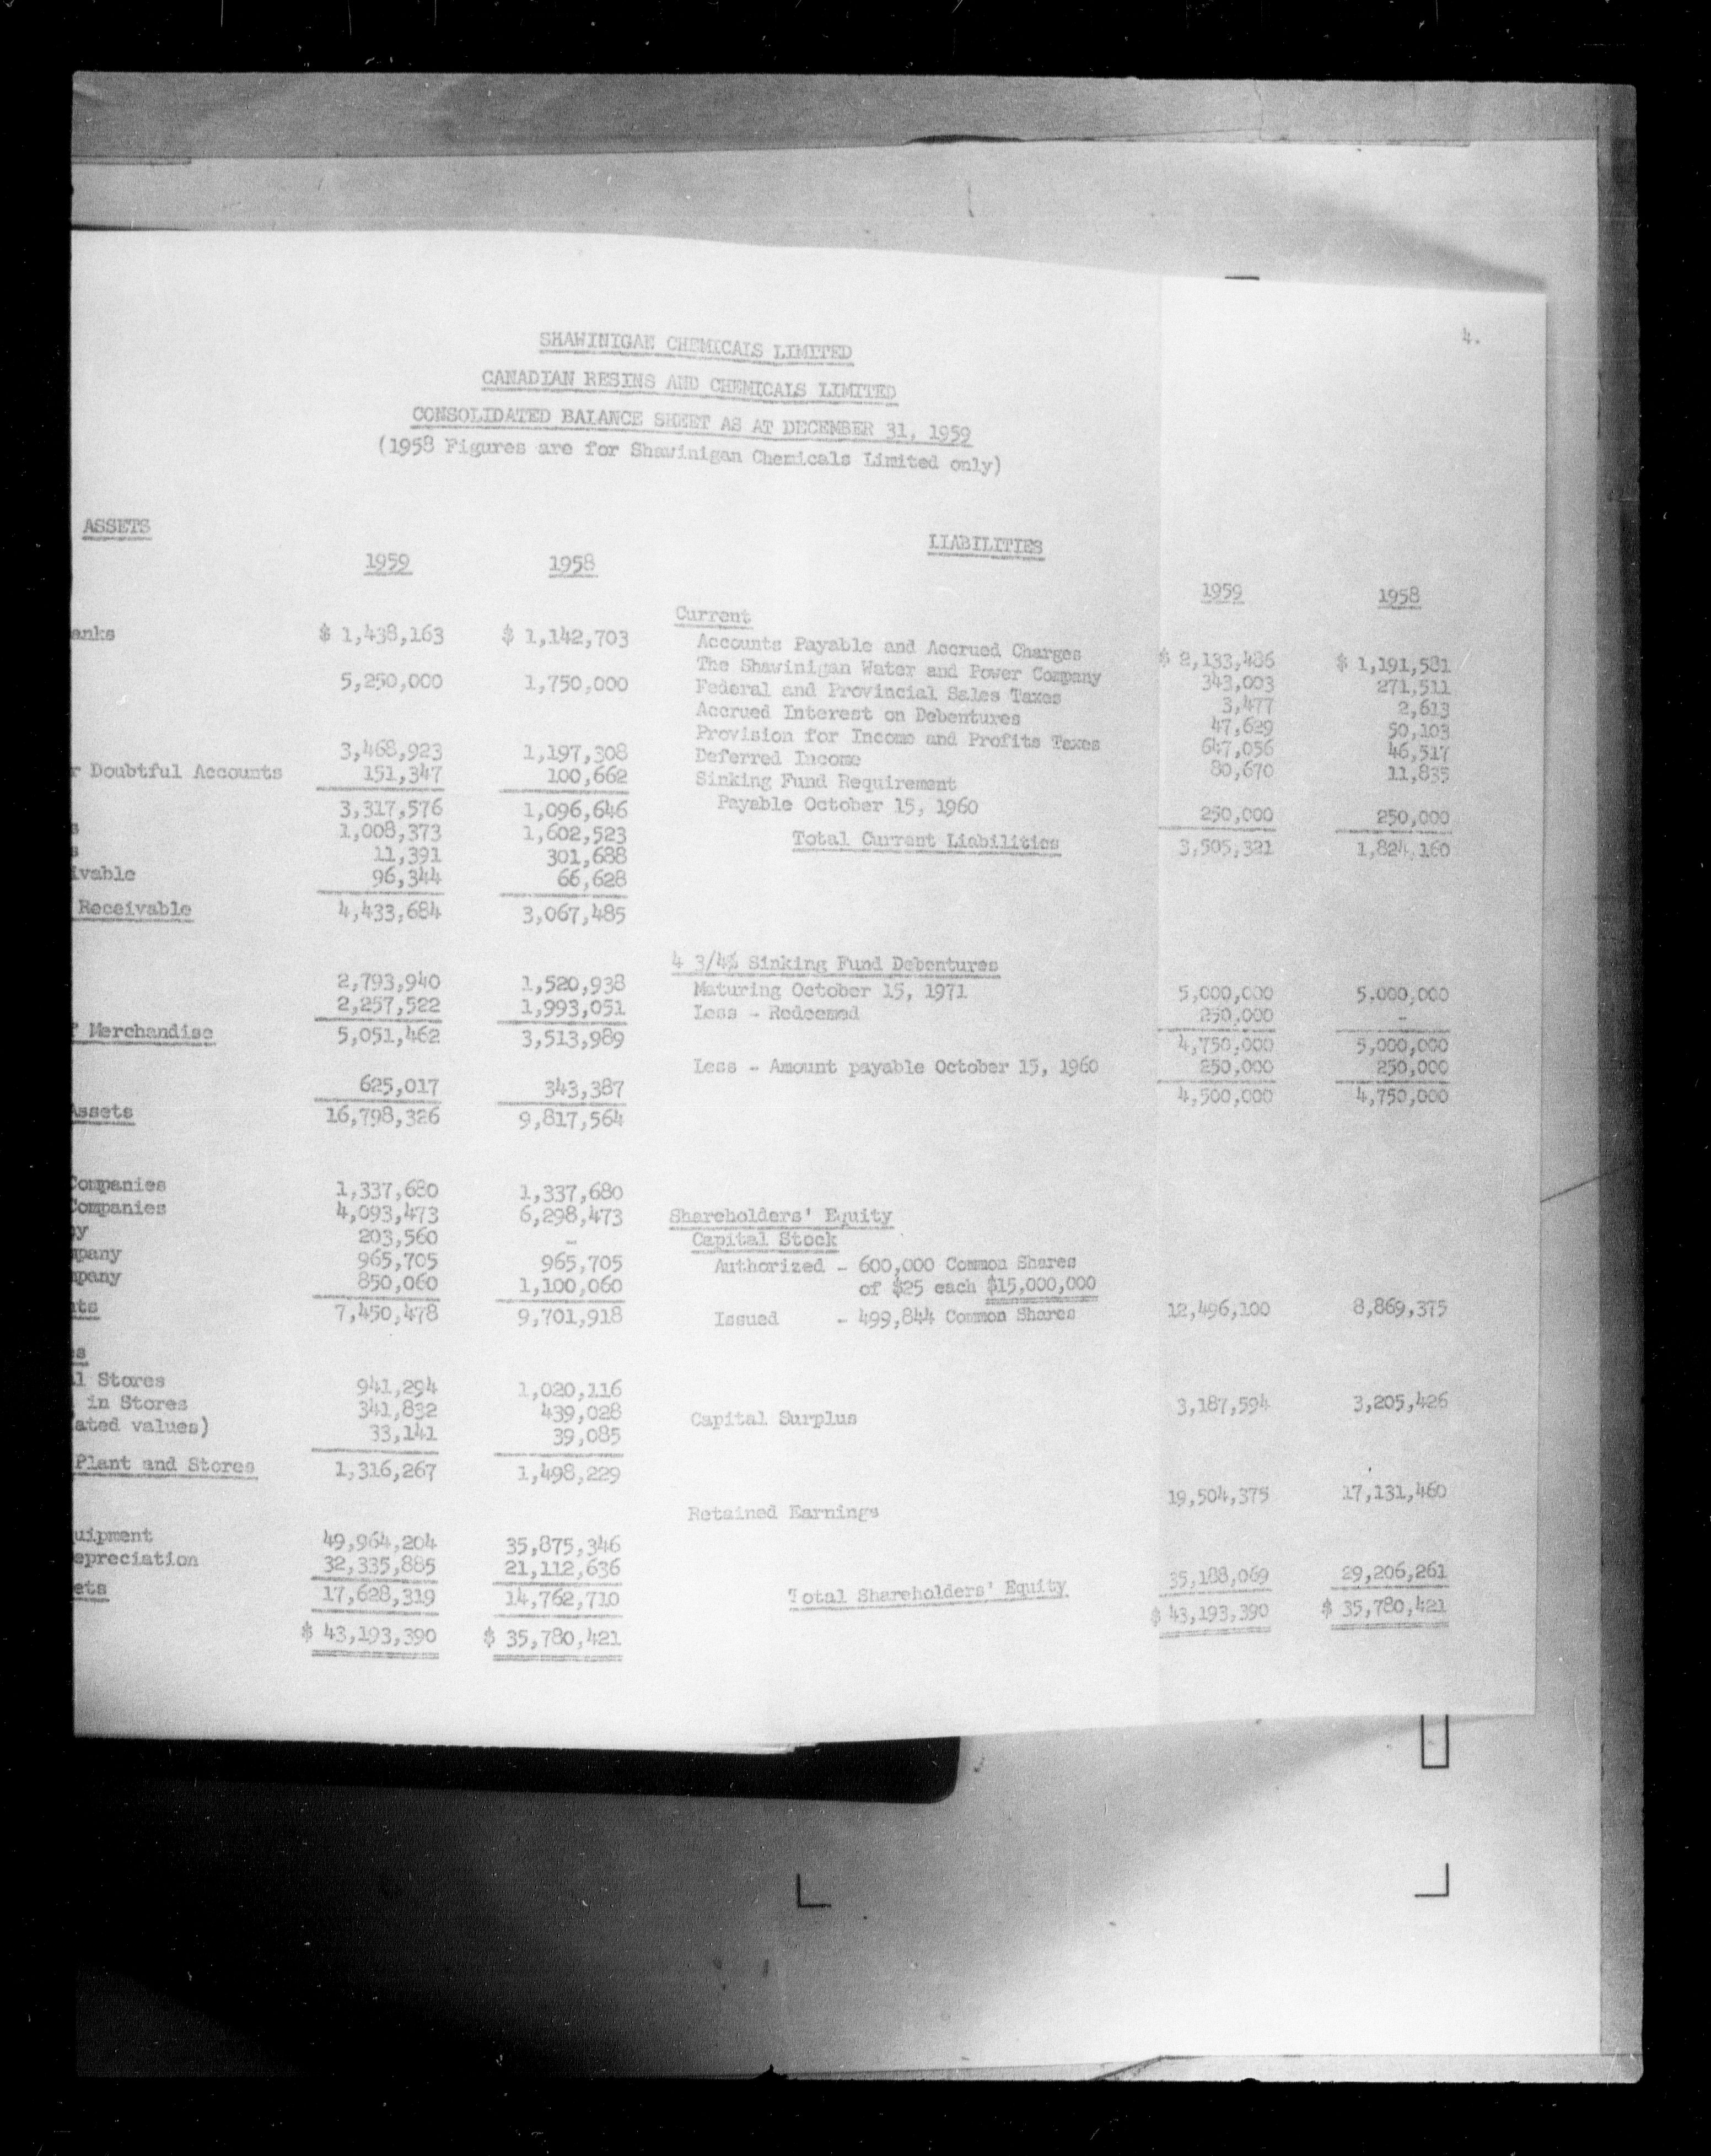 4.
SHAWINIGAN CHEMICALS LIMITED
CANADIAN RESINS AND CHEMICALS LIMITED
CONSOLIDATED BALANCE SHEET AS AT DECEMBER 31, 1959
(1958 Figures are for Shawinigan Chemicals Limited only)
ASSETS
1959 1958
anks $ 1,438,163 $ 1,142,703
5,250,000 1,750,000
3,468,923 1,197,308
r Doubtful Accounts 151,347 100,662
3,317,576 1,096,646
s 1,008,373 1,602,523
s 11,391 301,688
ivable 96,344 66,628
Receivable 4,433,684 3,067,485
2,793,940 1,520,938
2,257,522 1,993,051
f Merchandise 5,051,462 3,513,989
625,017 343,387
Assets 16,798,326 9,817,564
Companies 1,337,680 1,337,680
Companies 4,093,473 6,298,473
ny 203,560 -
mpany 965,705 965,705
mpany 850,060 1,100,060
nts 7,450,478 9,701,918
es
al Stores 941,294 1,020,116
in Stores 341,832 439,028
ated values) 33,141 39,085
Plant and Stores 1,316,267 1,498,229
uipment 49,964,204 35,875,346
epreciation 32,335,885 21,112,636
ets 17,628,319 14,762,710
$ 43,193,390 $ 35,780,421
LIABILITIES
1959 1958
Current
Accounts Payable and Accrued Charges $ 2,133,486 $ 1,191,581
The Shawinigan Water and Power Company 343,003 271,511
Federal and Provincial Sales Taxes 3,477 2,613
Accrued Interest on Debentures 47,629 50,103
Provision for Income and Profits Taxes 647,056 46,517
Deferred Income 80,670 11,835
Sinking Fund Requirement
Payable October 15, 1960 250,000 250,000
Total Current Liabilities 3,505,321 1,824,160
4 3/4% Sinking Fund Debentures
Maturing October 15, 1971 5,000,000 5.000,000
Less - Redeemed 250,000 -
4,750,000 5,000,000
Less - Amount payable October 15, 1960 250,000 250,000
4,500,000 4,750,000
Shareholders' Equity
Capital Stock
Authorized - 600,000 Common Shares
of $25 each $15,000,000
Issued - 499,844 Common Shares 12,496,100 8,869,375
Capital Surplus 3,187,594 3,205,426
Retained Earnings 19,504,375 17,131,460
Total Shareholders' Equity 35,188,069 29,206,261
$ 43,193,390 $ 35,780,421